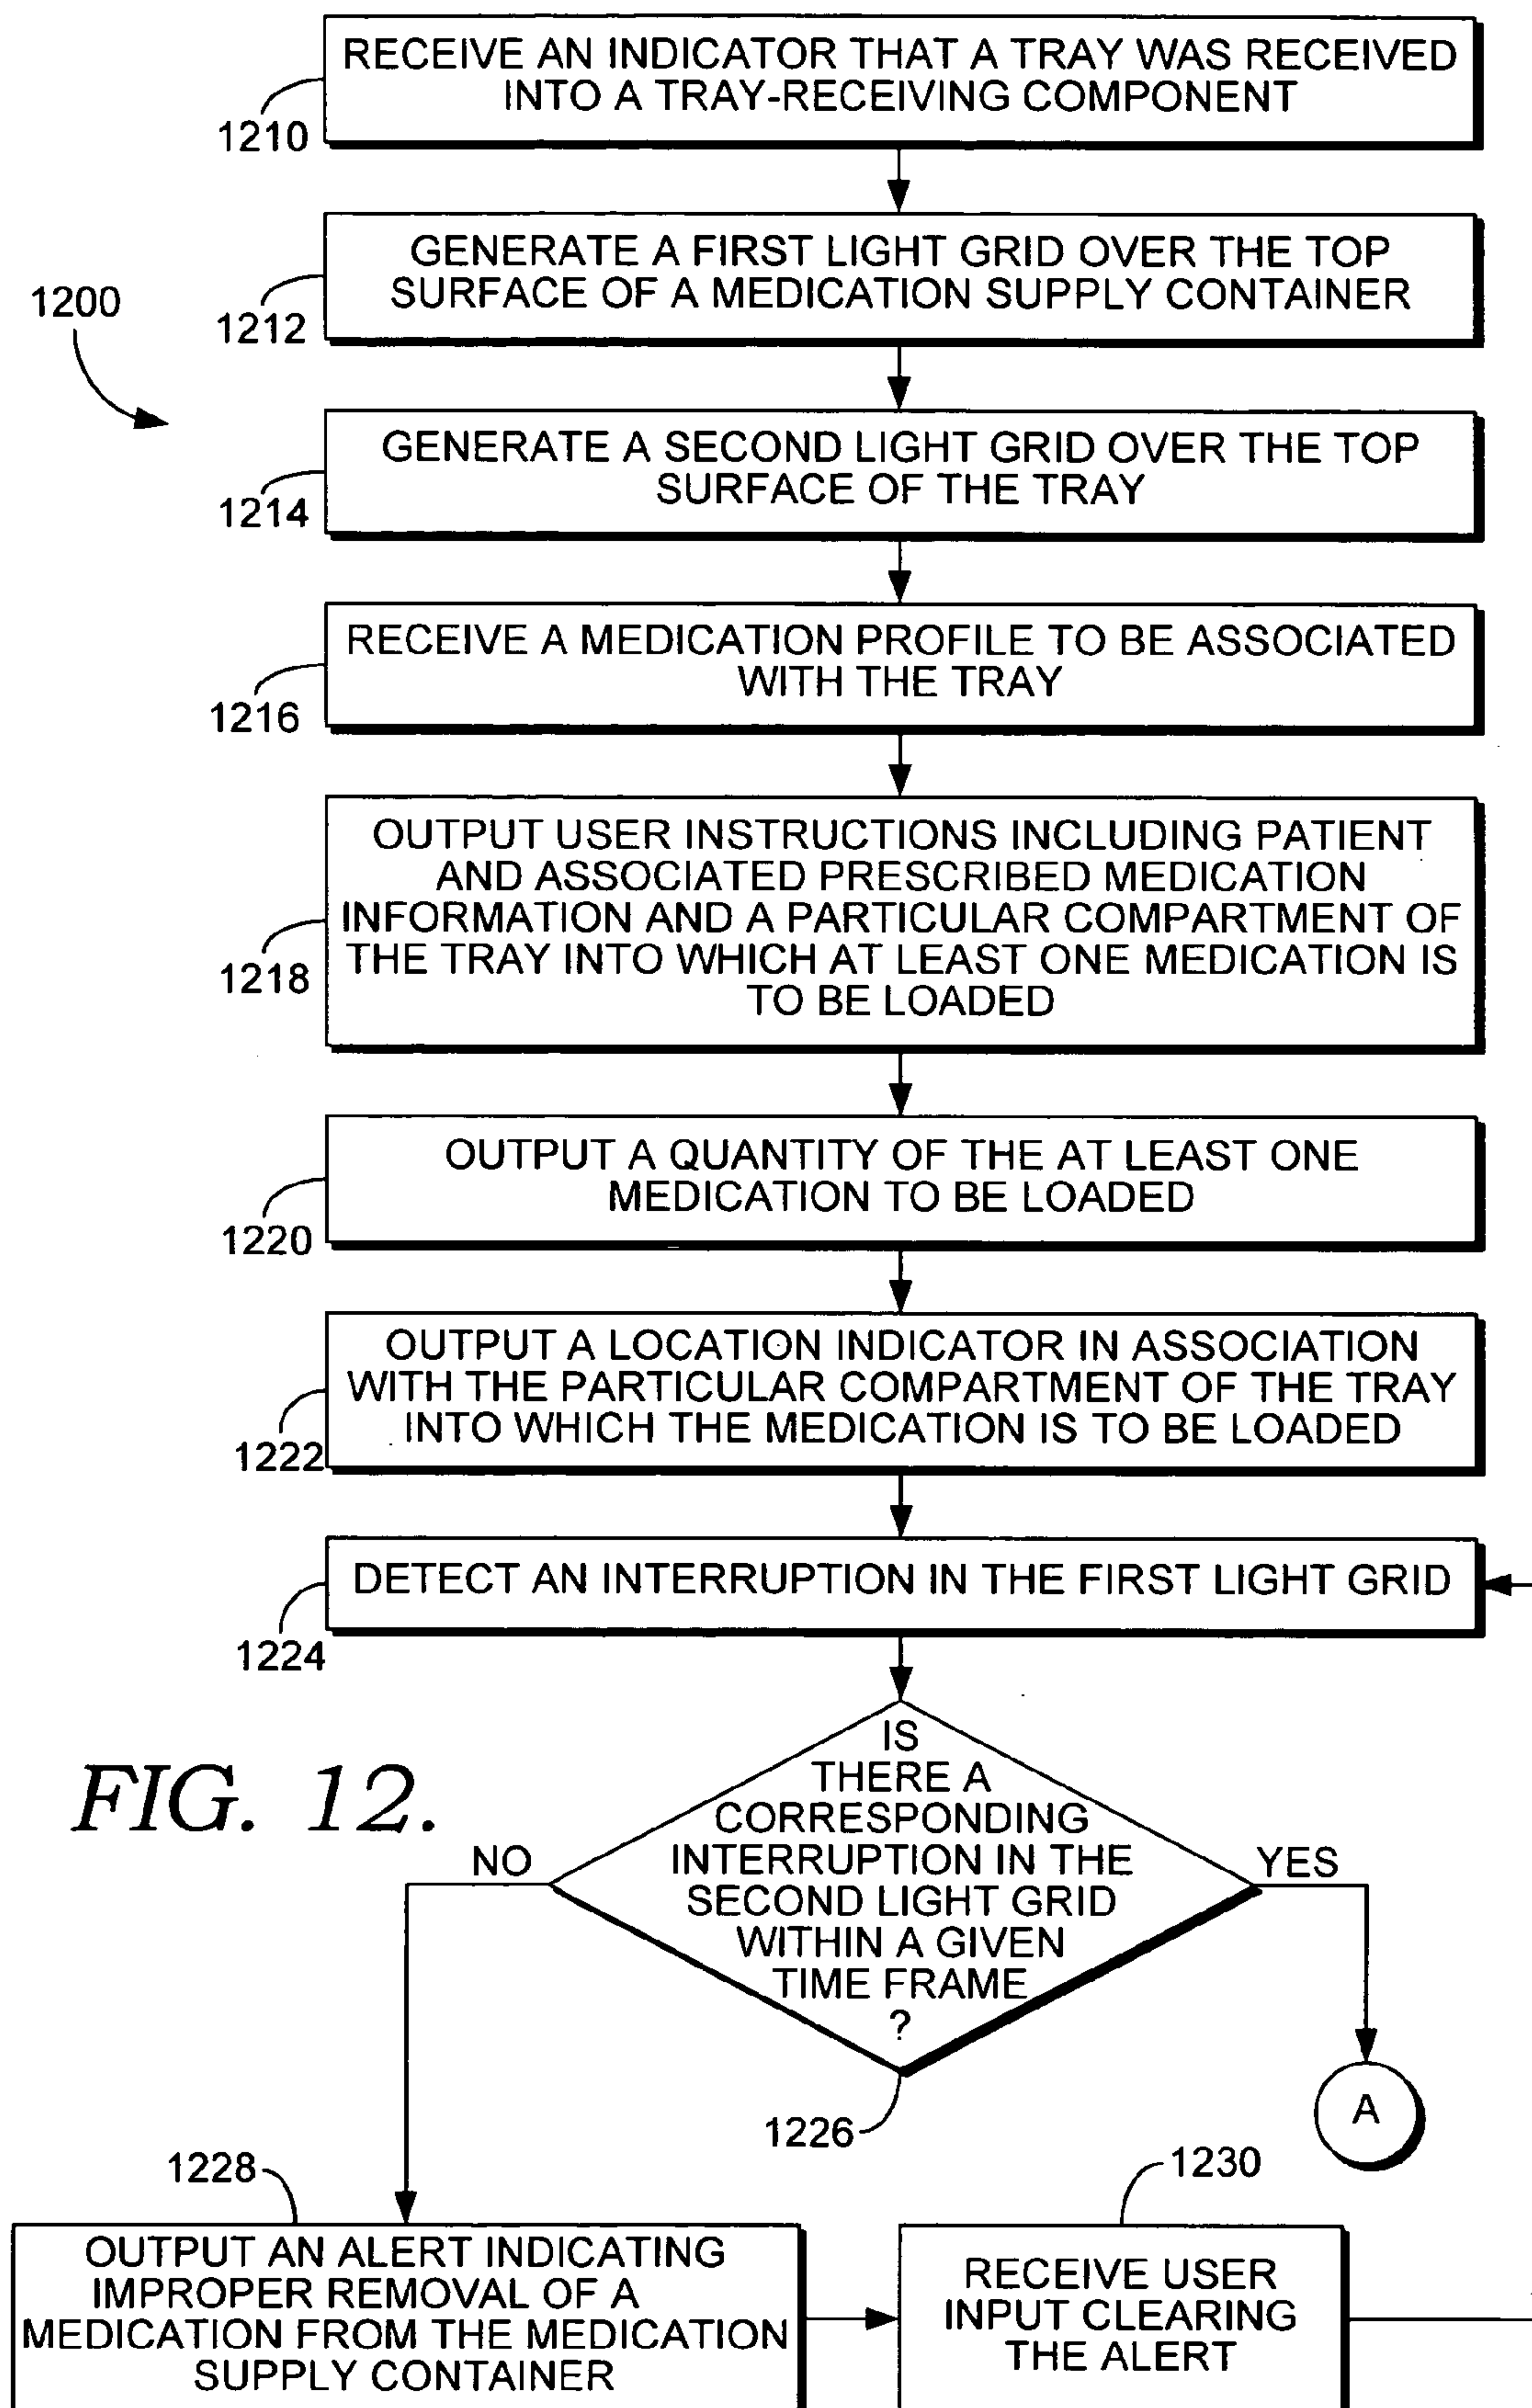 RECEIVE AN INDICATOR THAT A TRAY WAS RECEIVED
INTO A TRAY-RECEIVING COMPONENT
1210
GENERATE A FIRST LIGHT GRID OVER THE TOP
SURFACE OF A MEDICATION SUPPLY CONTAINER
1200
1212
GENERATE A SECOND LIGHT GRID OVER THE TOP
SURFACE OF THE TRAY
1214
RECEIVE A MEDICATION PROFILE TO BE ASSOCIATED
WITH THE TRAY
1216
OUTPUT USER INSTRUCTIONS INCLUDING PATIENT
AND ASSOCIATED PRESCRIBED MEDICATION
INFORMATION AND A PARTICULAR COMPARTMENT OF
THE TRAY INTO WHICH AT LEAST ONE MEDICATION IS
TO BE LOADED
1218
OUTPUT A QUANTITY OF THE AT LEAST ONE
MEDICATION TO BE LOADED
1220
OUTPUT A LOCATION INDICATOR IN ASSOCIATION
WITH THE PARTICULAR COMPARTMENT OF THE TRAY
INTO WHICH THE MEDICATION IS TO BE LOADED
1222
DETECT AN INTERRUPTION IN THE FIRST LIGHT GRID
1224
IS
THERE A
CORRESPONDING
INTERRUPTION IN THE
SECOND LIGHT GRID
WITHIN A GIVEN
TIME FRAME
?
FIG. 12.
NO
YES
A
1226
1228
1230
OUTPUT AN ALERT INDICATING
IMPROPER REMOVAL OF A
MEDICATION FROM THE MEDICATION
SUPPLY CONTAINER
RECEIVE USER
INPUT CLEARING
THE ALERT